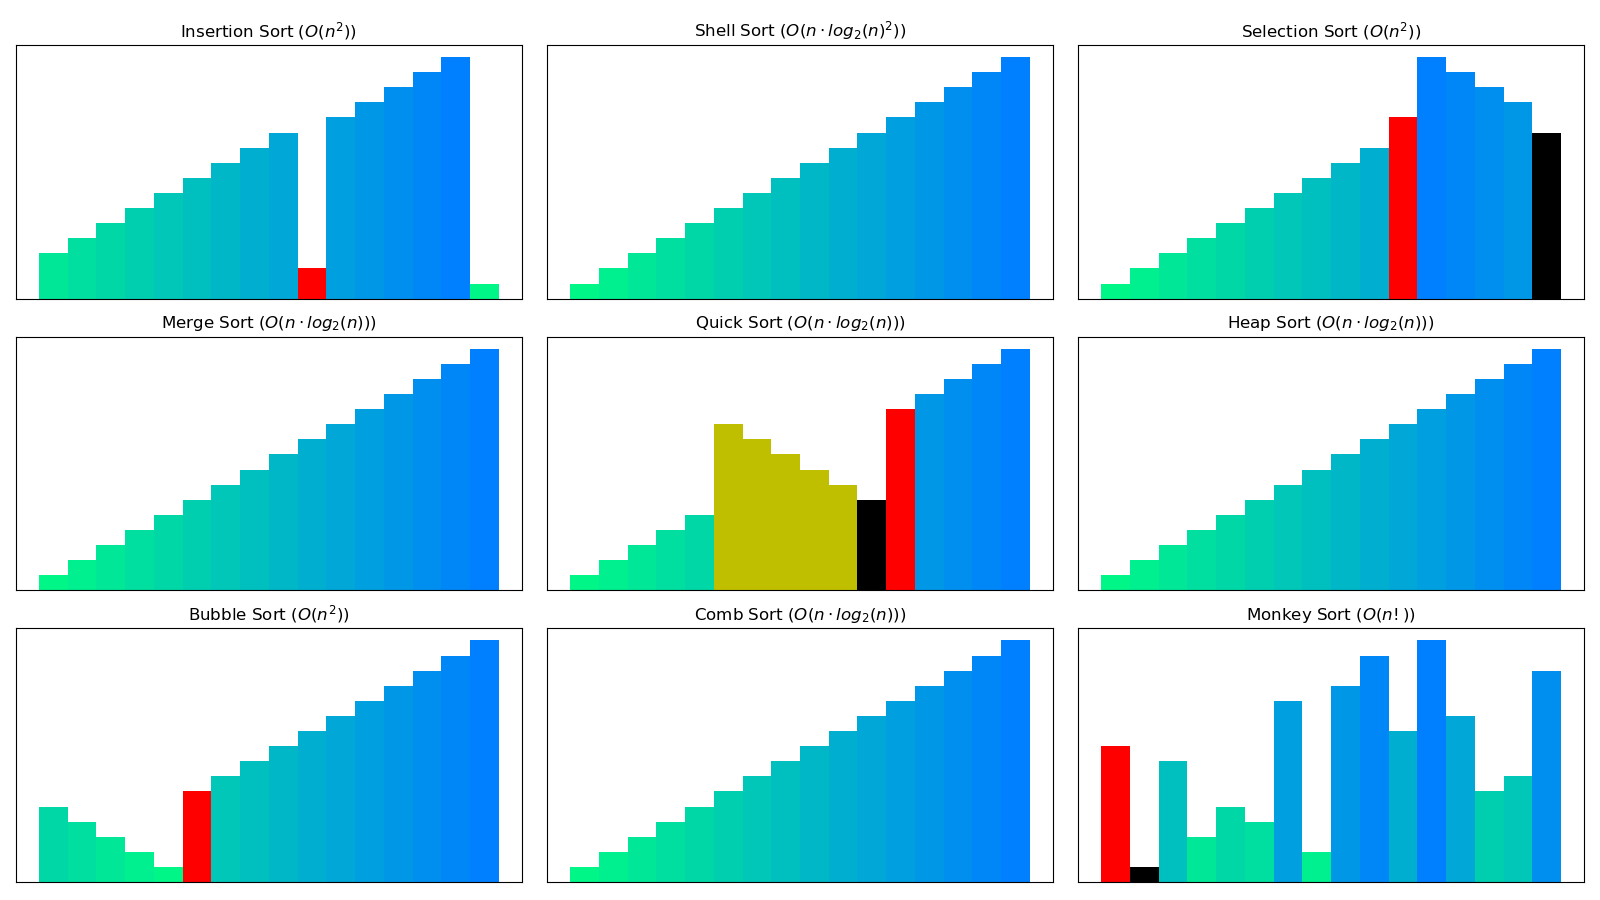 Insertion Sort (O(n²))
Shell Sort (O(n · log₂(n)²))
Selection Sort (O(n²))
Merge Sort (O(n · log₂(n)))
Quick Sort (O(n · log₂(n)))
Heap Sort (O(n · log₂(n)))
Bubble Sort (O(n²))
Comb Sort (O(n · log₂(n)))
Monkey Sort (O(n!))